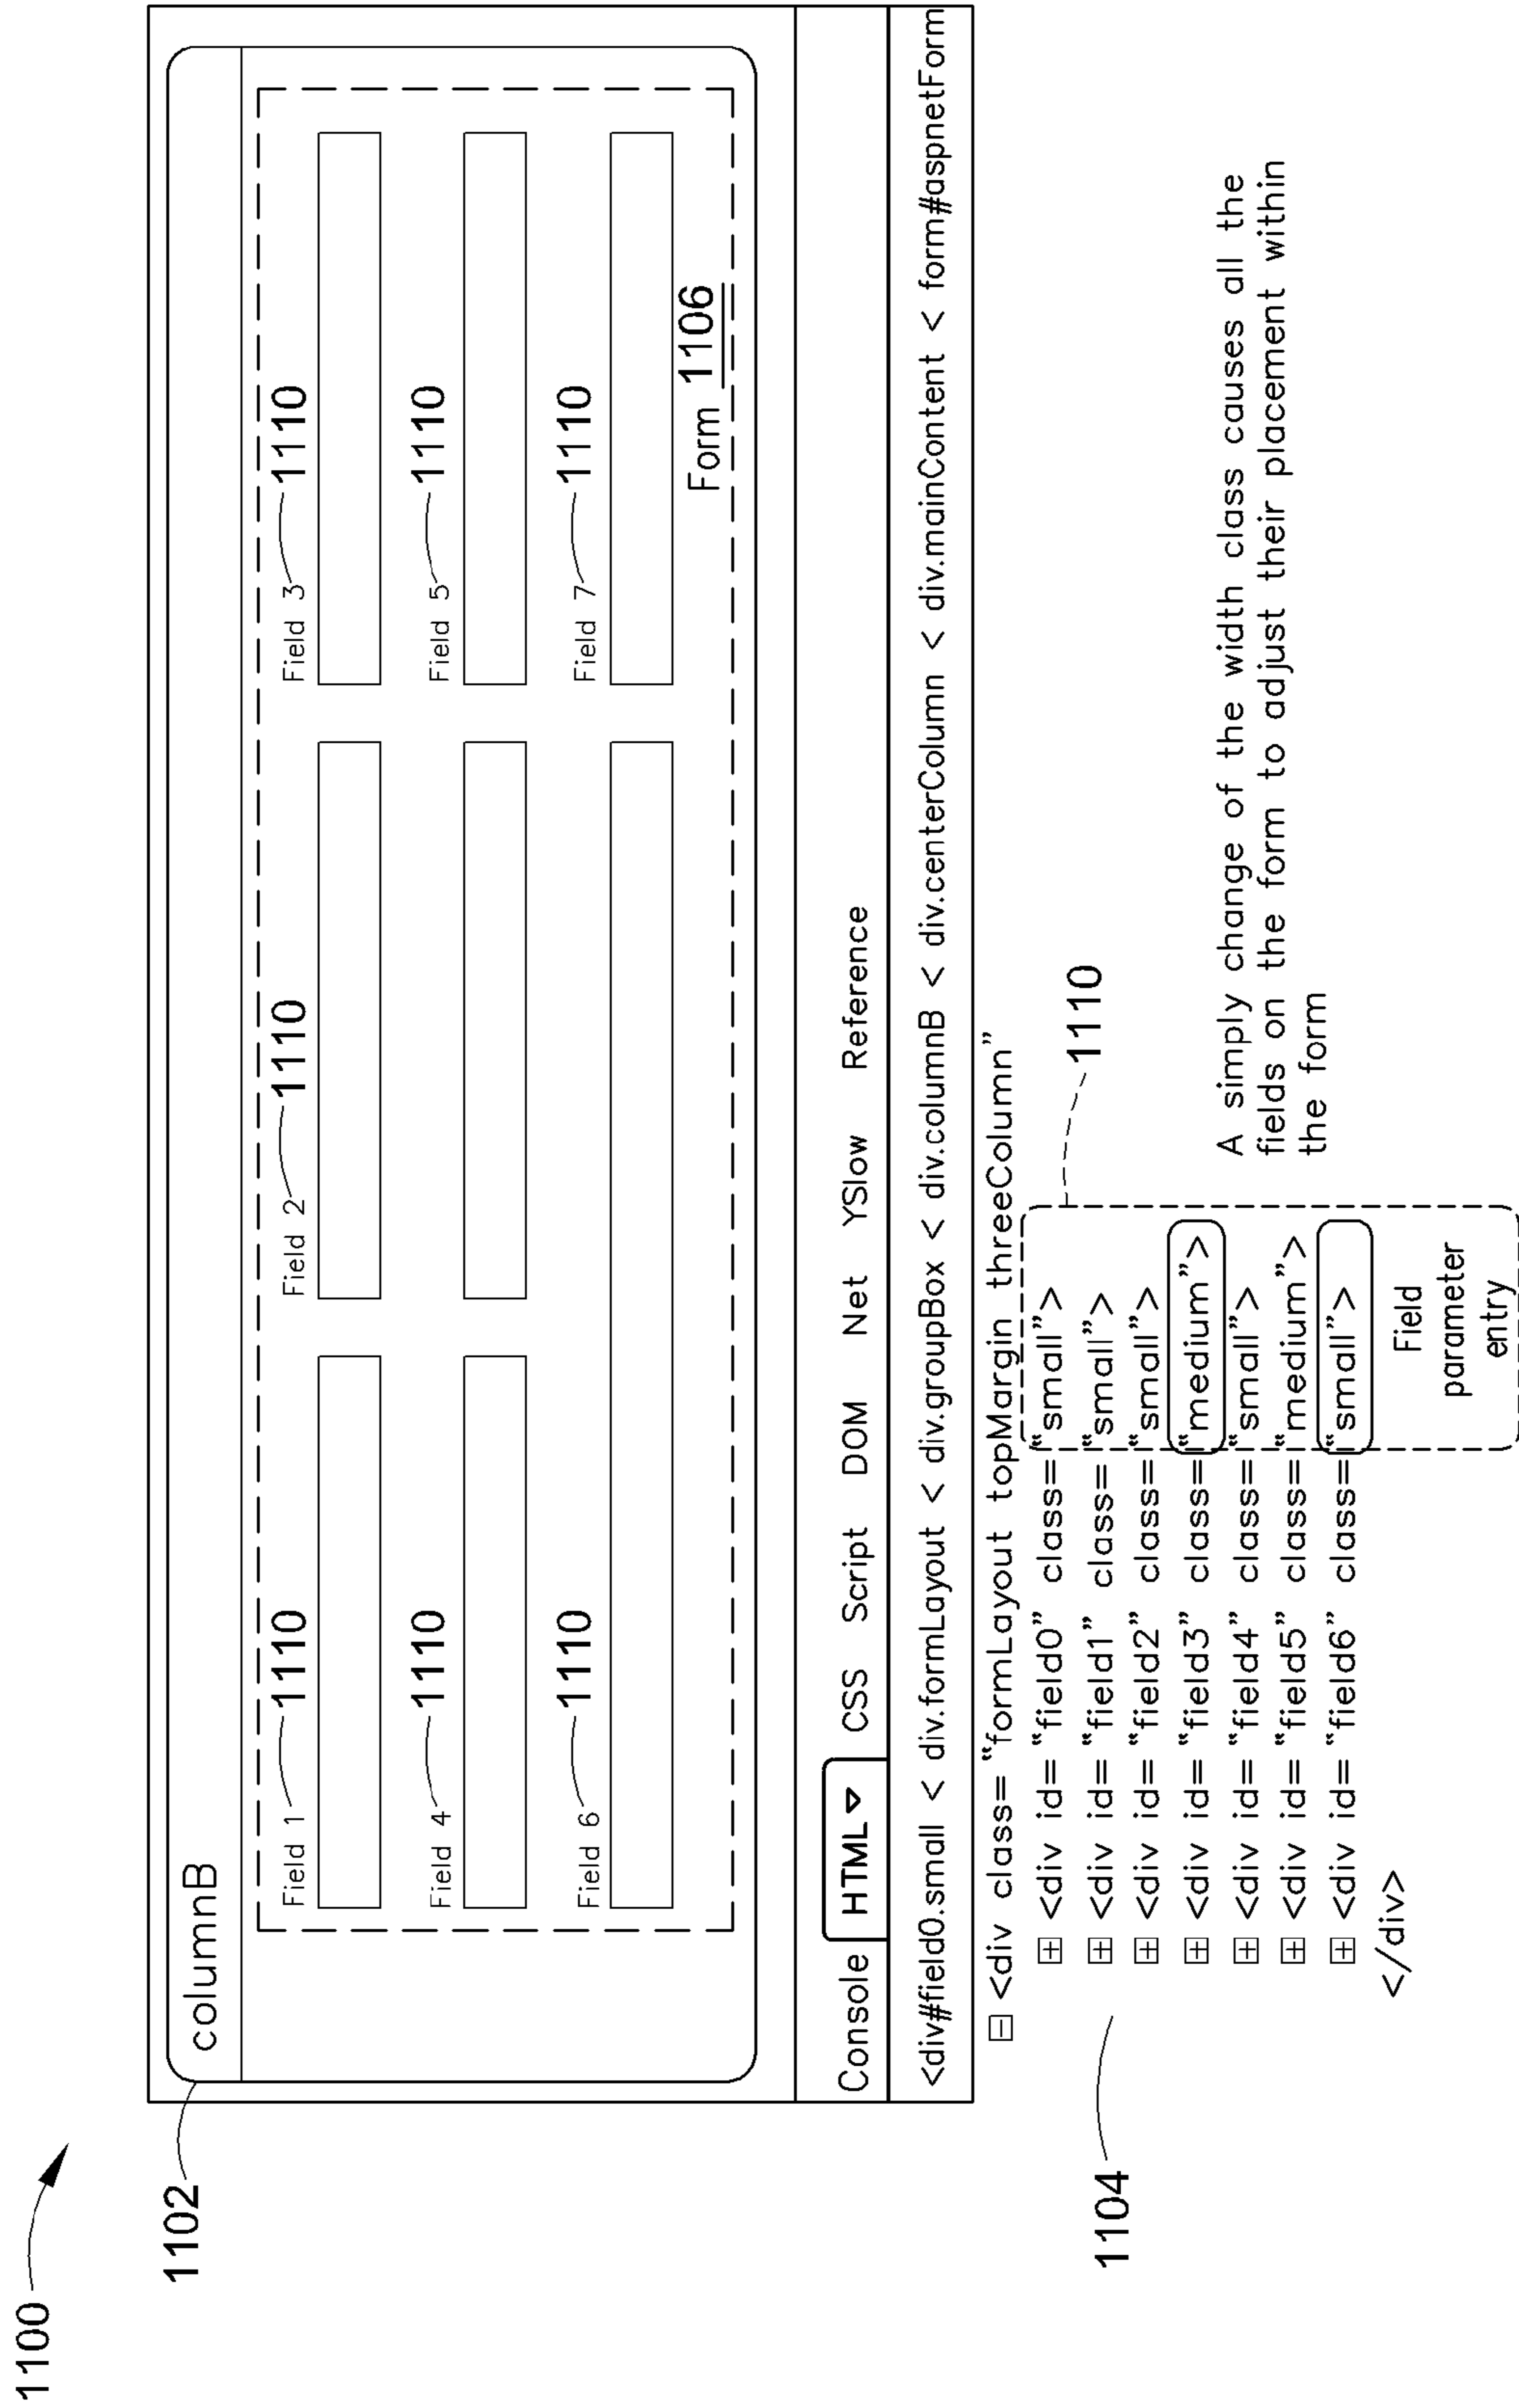 1100
1102
columnB
Field 1 1110 Field 2 1110 Field 3 1110
Field 4 1110 Field 5 1110
Field 6 1110 Field 7 1110
Form 1106
Console HTML CSS Script DOM Net YSlow Reference
<div#field0.small < div.formLayout < div.groupBox < div.columnB < div.centerColumn < div.mainContent < form#aspnetForm
<div class="formLayout topMargin threeColumn"
1104
<div id="field0" class="small">
<div id="field1" class="small">
<div id="field2" class="small">
<div id="field3" class="medium">
<div id="field4" class="small">
<div id="field5" class="medium">
<div id="field6" class="small">
</div>
Field
parameter
entry
1110
A simply change of the width class causes all the
fields on the form to adjust their placement within
the form